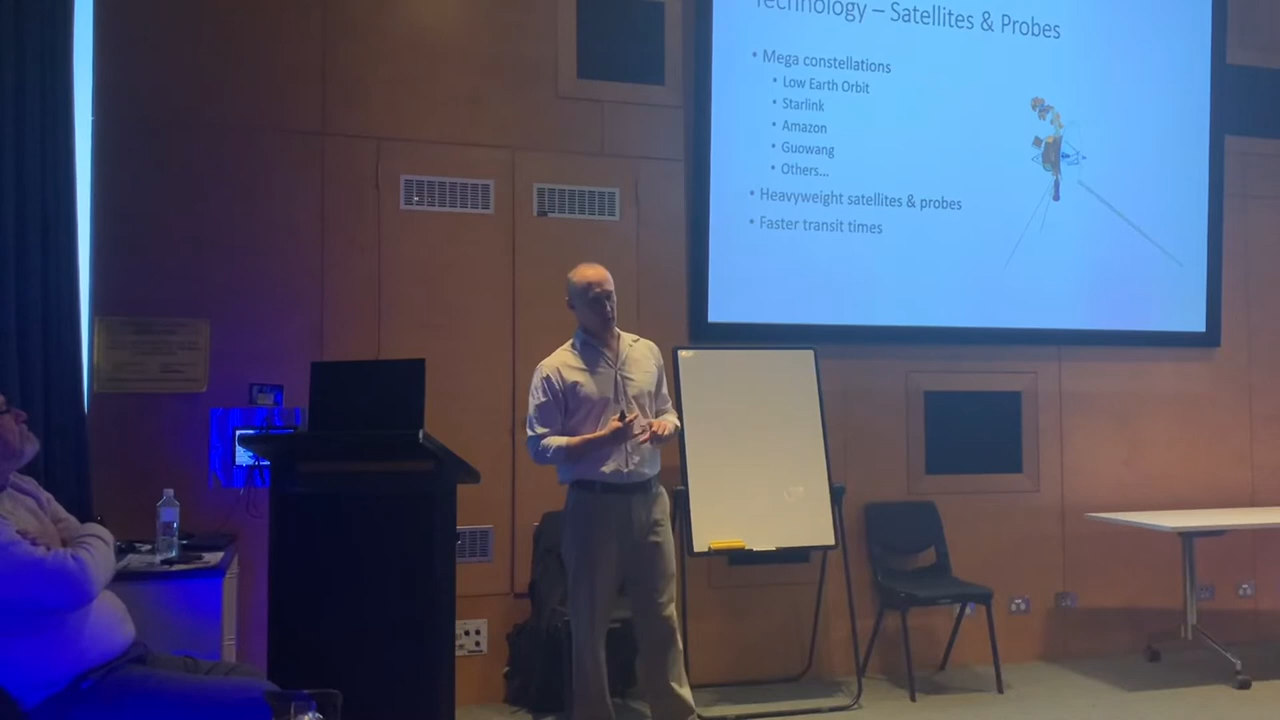 Technology – Satellites & Probes
• Mega constellations
• Low Earth Orbit
• Starlink
• Amazon
• Guowang
• Others...
• Heavyweight satellites & probes
• Faster transit times